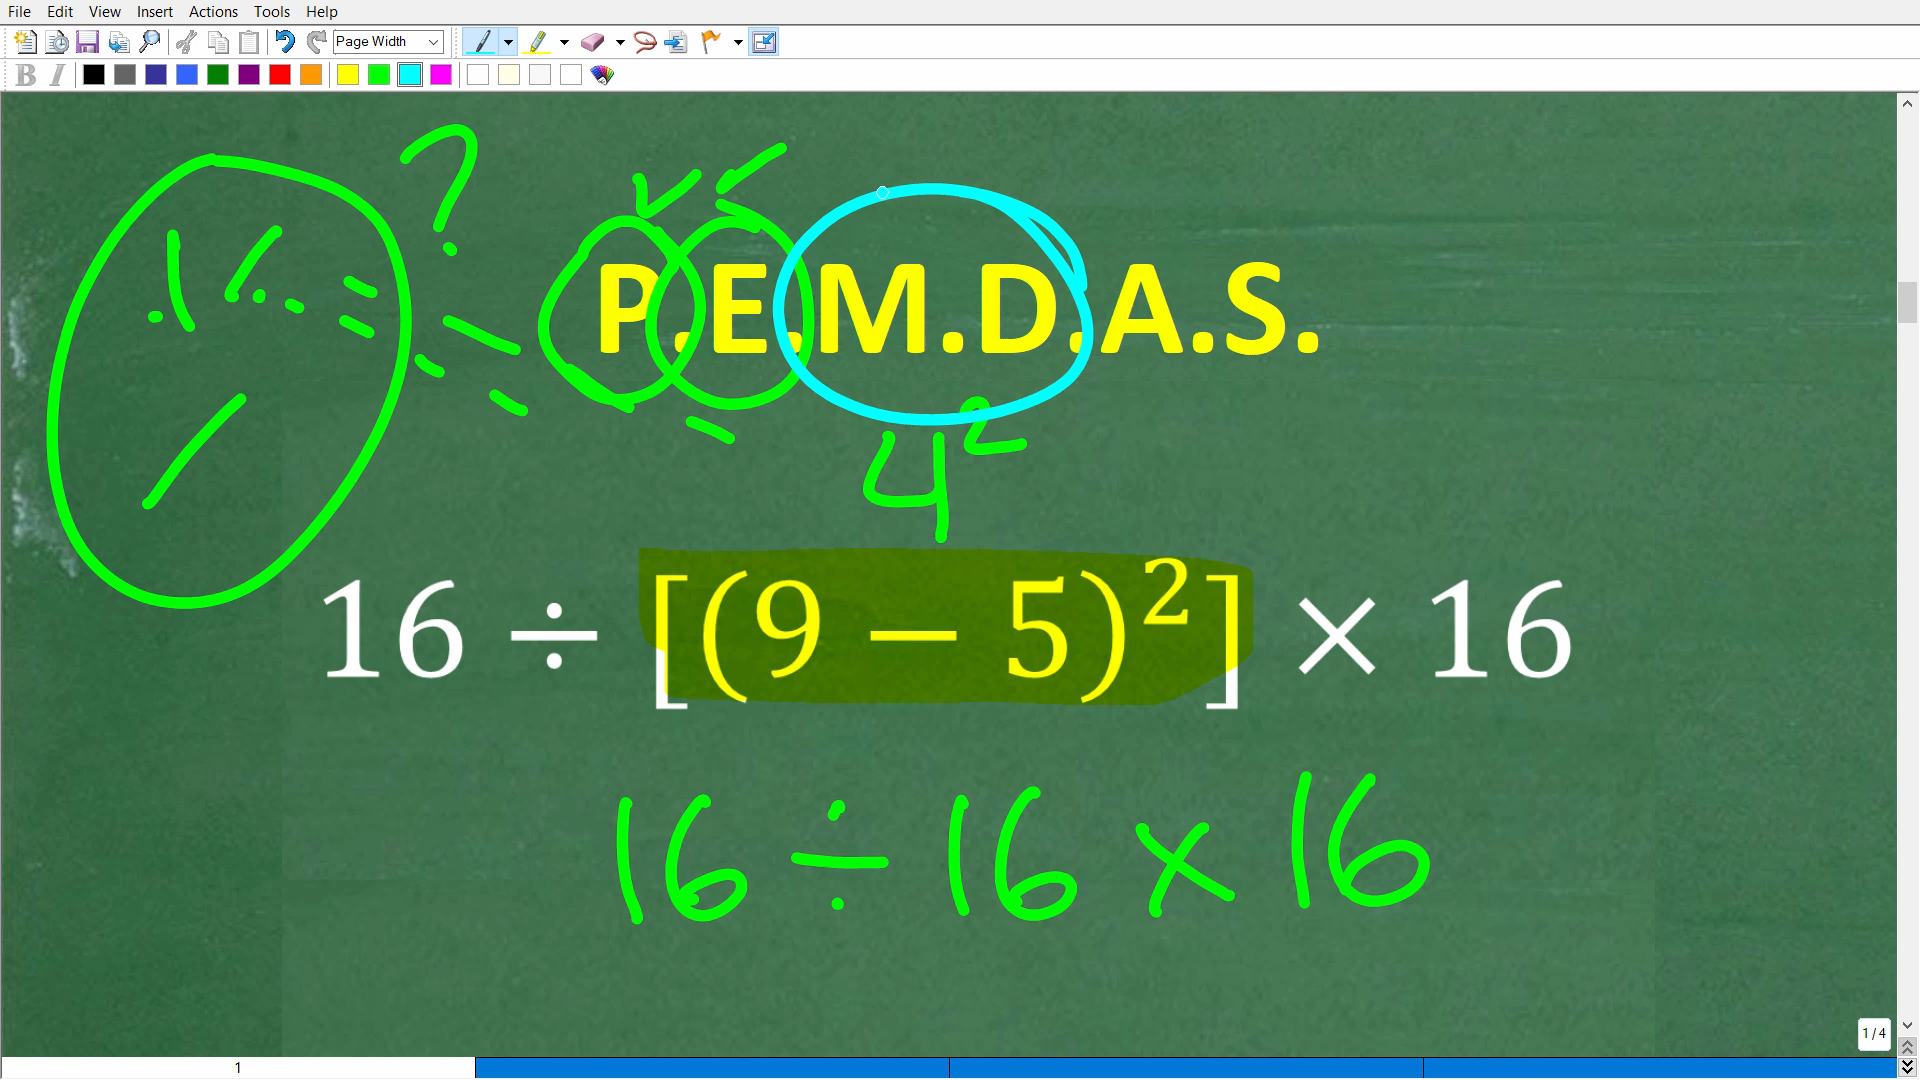 File Edit View Insert Actions Tools Help
Page Width
B I
?
16
P.E.M.D.A.S.
4²
16 ÷ [(9 − 5)²] × 16
16 ÷ 16 × 16
1 / 4
1